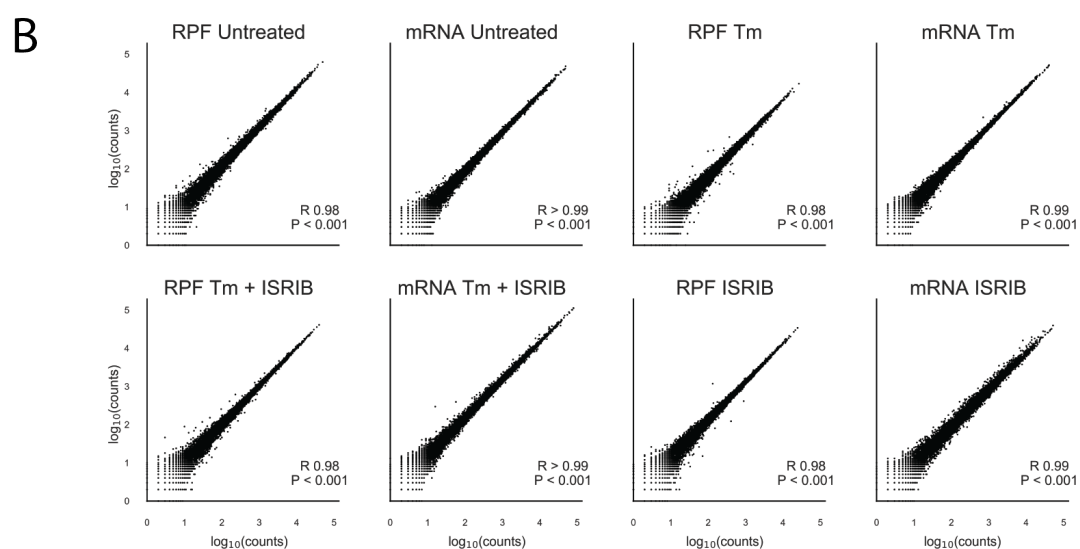 B
RPF Untreated
mRNA Untreated
RPF Tm
mRNA Tm
5
4
3
2
1
0
log10(counts)
R 0.98
P < 0.001
R > 0.99
P < 0.001
R 0.98
P < 0.001
R 0.99
P < 0.001
RPF Tm + ISRIB
mRNA Tm + ISRIB
RPF ISRIB
mRNA ISRIB
5
4
3
2
1
0
log10(counts)
R 0.98
P < 0.001
R > 0.99
P < 0.001
R 0.98
P < 0.001
R 0.99
P < 0.001
0 1 2 3 4 5
0 1 2 3 4 5
0 1 2 3 4 5
0 1 2 3 4 5
log10(counts)
log10(counts)
log10(counts)
log10(counts)